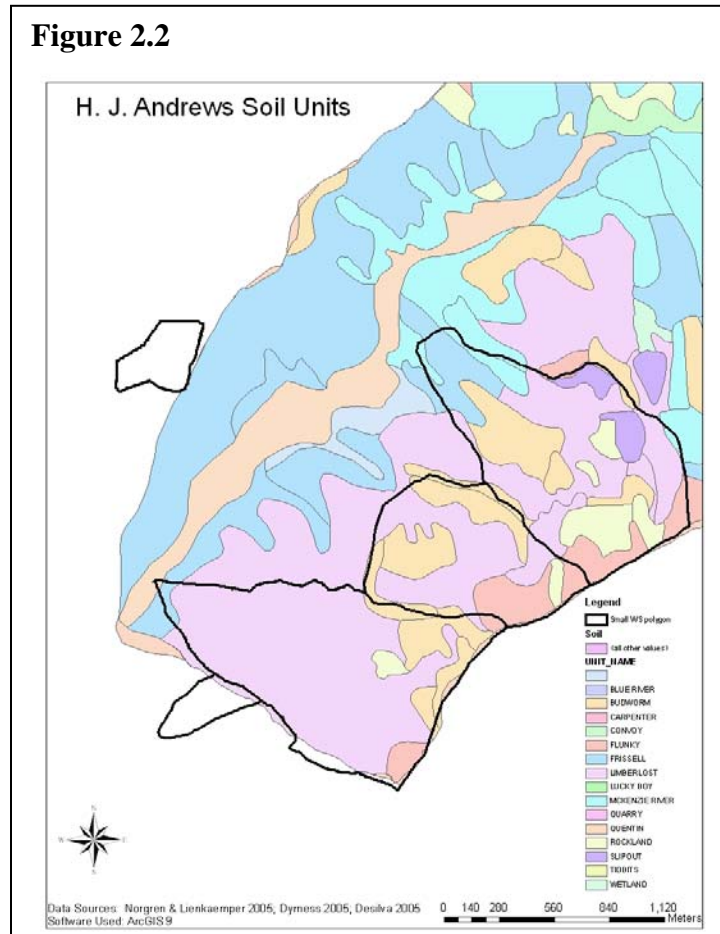 Figure 2.2
H. J. Andrews Soil Units
Legend
Small WS polygon
Soil
(all other values)
UNIT_NAME
BLUE RIVER
BUDWORM
CARPENTER
CONVOY
FLUNKY
FRISSELL
LIMBERLOST
LUCKY BOY
MCKENZIE RIVER
QUARRY
QUENTIN
ROCKLAND
SLIPOUT
TIDBITS
WETLAND
N
W
E
S
Data Sources: Norgren & Lienkaemper 2005; Dyrness 2005; Desilva 2005
Software Used: ArcGIS 9
0 140 280 560 840 1,120
Meters